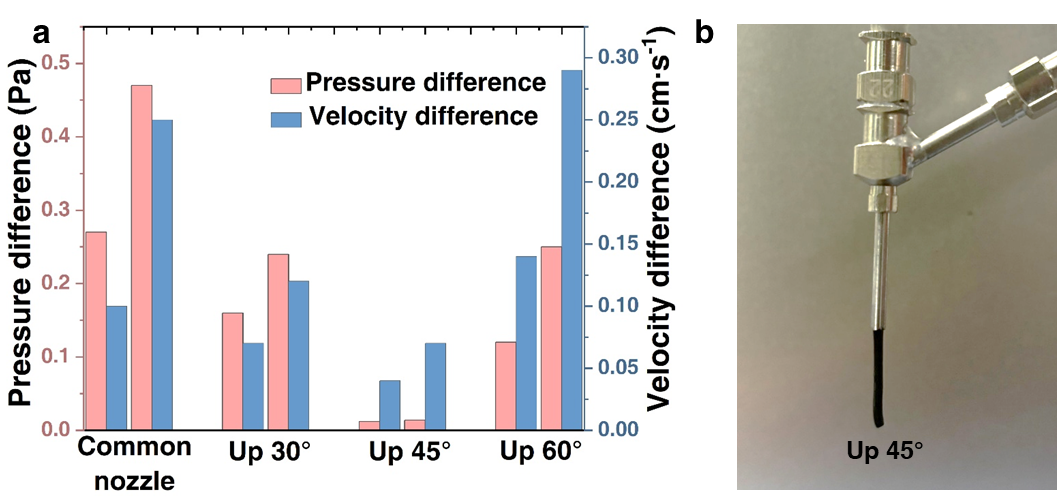 a
Pressure difference (Pa)
0.5
0.4
0.3
0.2
0.1
0.0
Pressure difference
Velocity difference
0.30
0.25
0.20
0.15
0.10
0.05
0.00
Velocity difference (cm·s⁻¹)
Common
nozzle
Up 30°
Up 45°
Up 60°
b
22
Up 45°